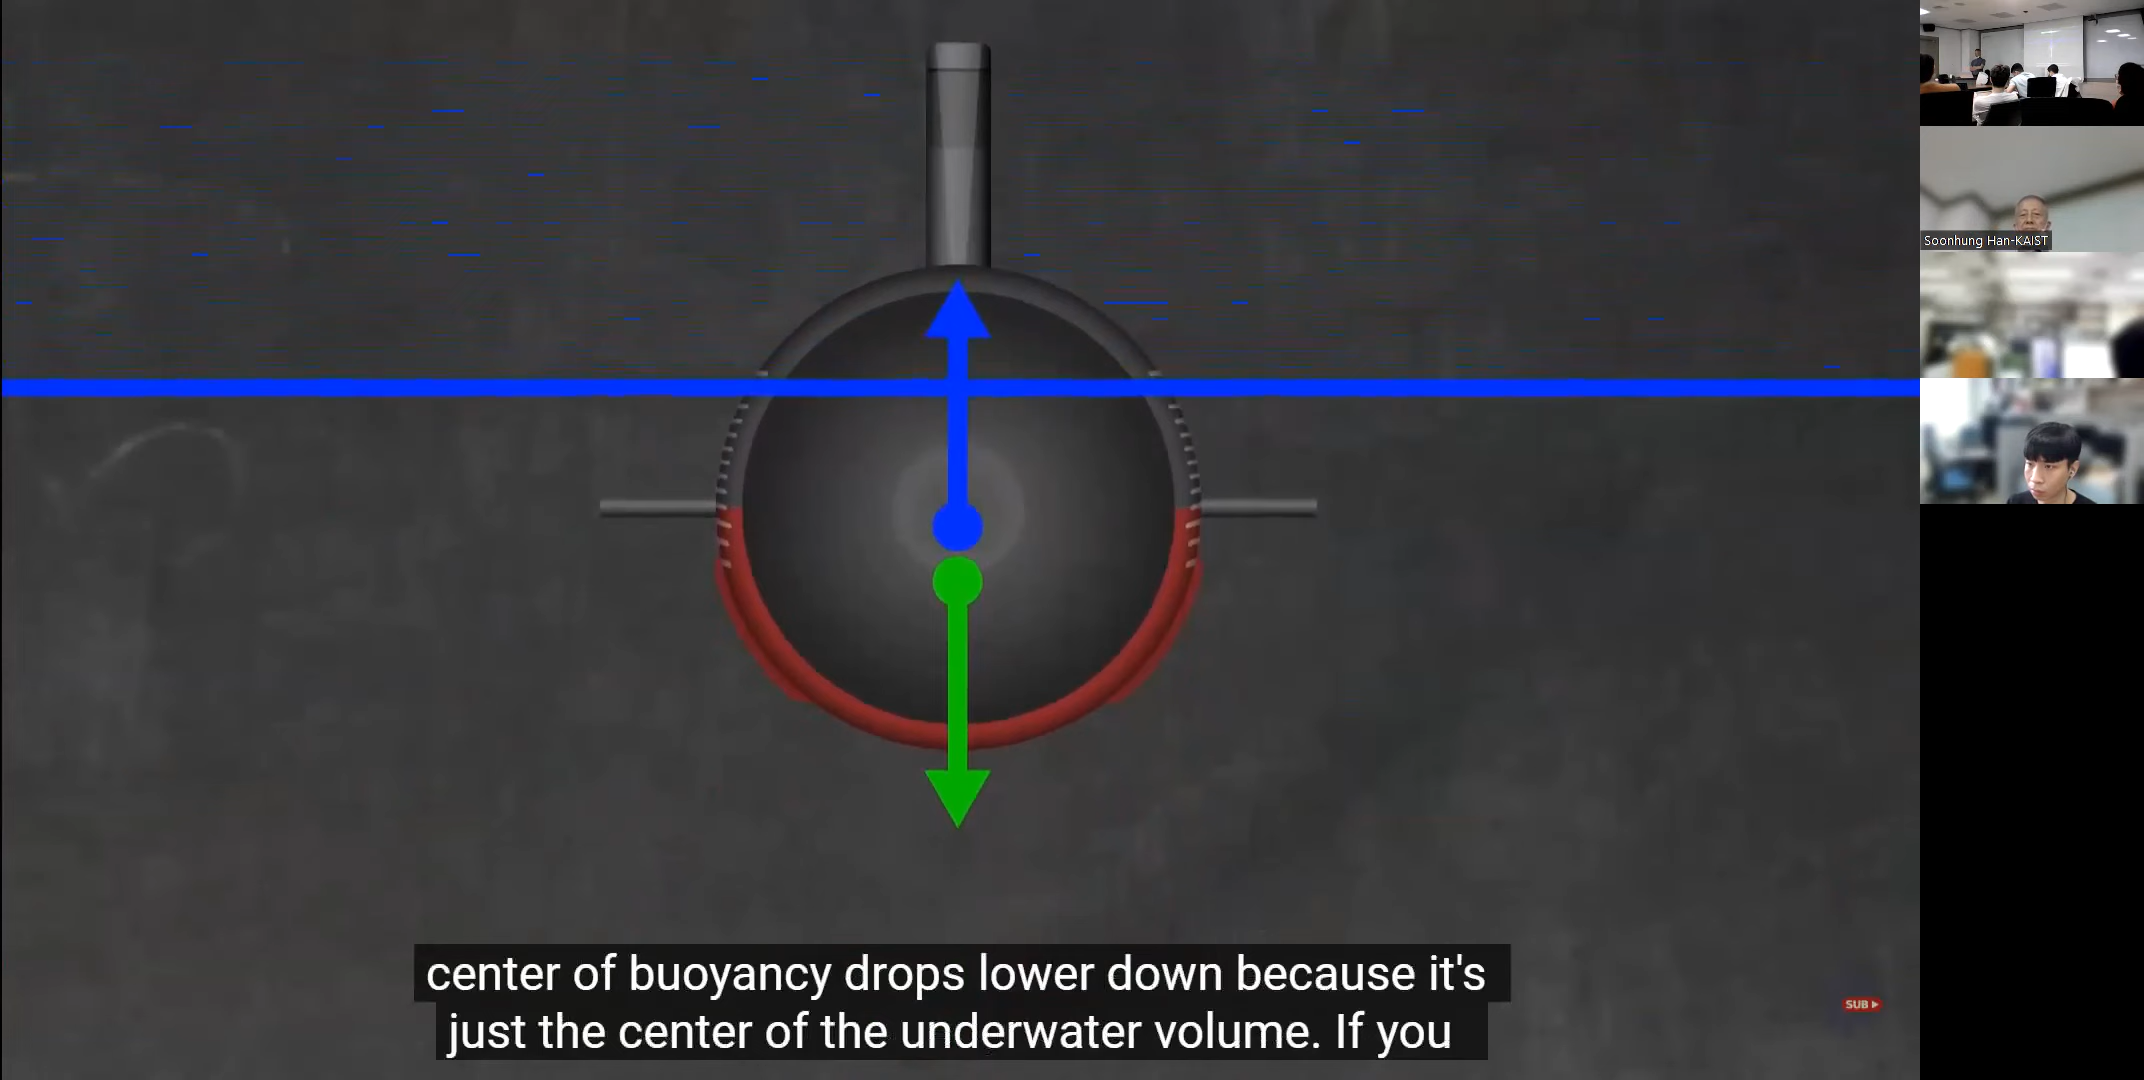 Soonhung Han-KAIST
SUB
center of buoyancy drops lower down because it's
just the center of the underwater volume. If you